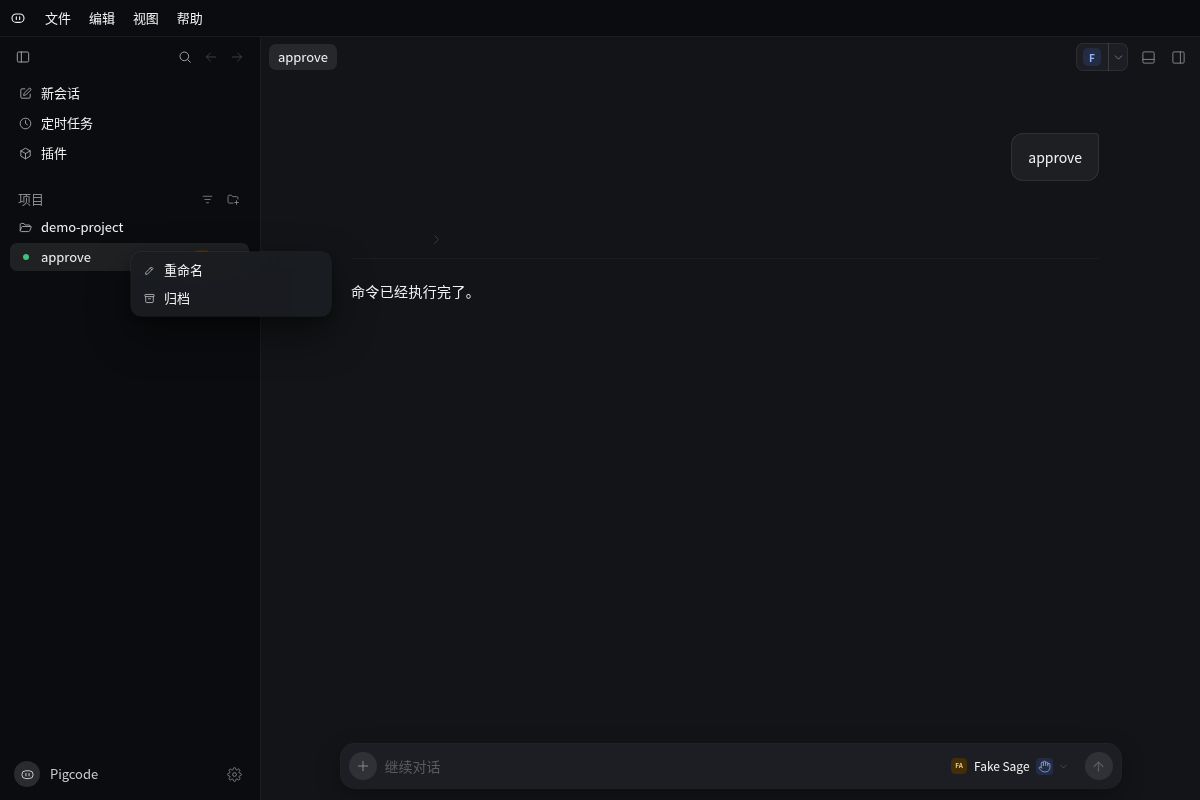 文件 编辑 视图 帮助
approve
F
新会话
定时任务
插件
项目
demo-project
approve
重命名
归档
approve
命令已经执行完了。
继续对话
FA Fake Sage
Pigcode